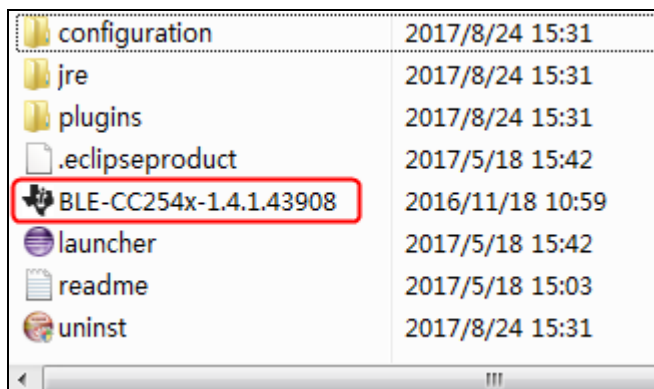 configuration 2017/8/24 15:31
jre 2017/8/24 15:31
plugins 2017/8/24 15:31
.eclipseproduct 2017/5/18 15:42
BLE-CC254x-1.4.1.43908 2016/11/18 10:59
launcher 2017/5/18 15:42
readme 2017/5/18 15:03
uninst 2017/8/24 15:31